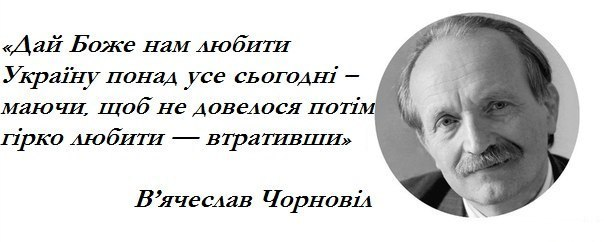 «Дай Боже нам любити
Україну понад усе сьогодні –
маючи, щоб не довелося потім
гірко любити — втративши»
В'ячеслав Чорновіл